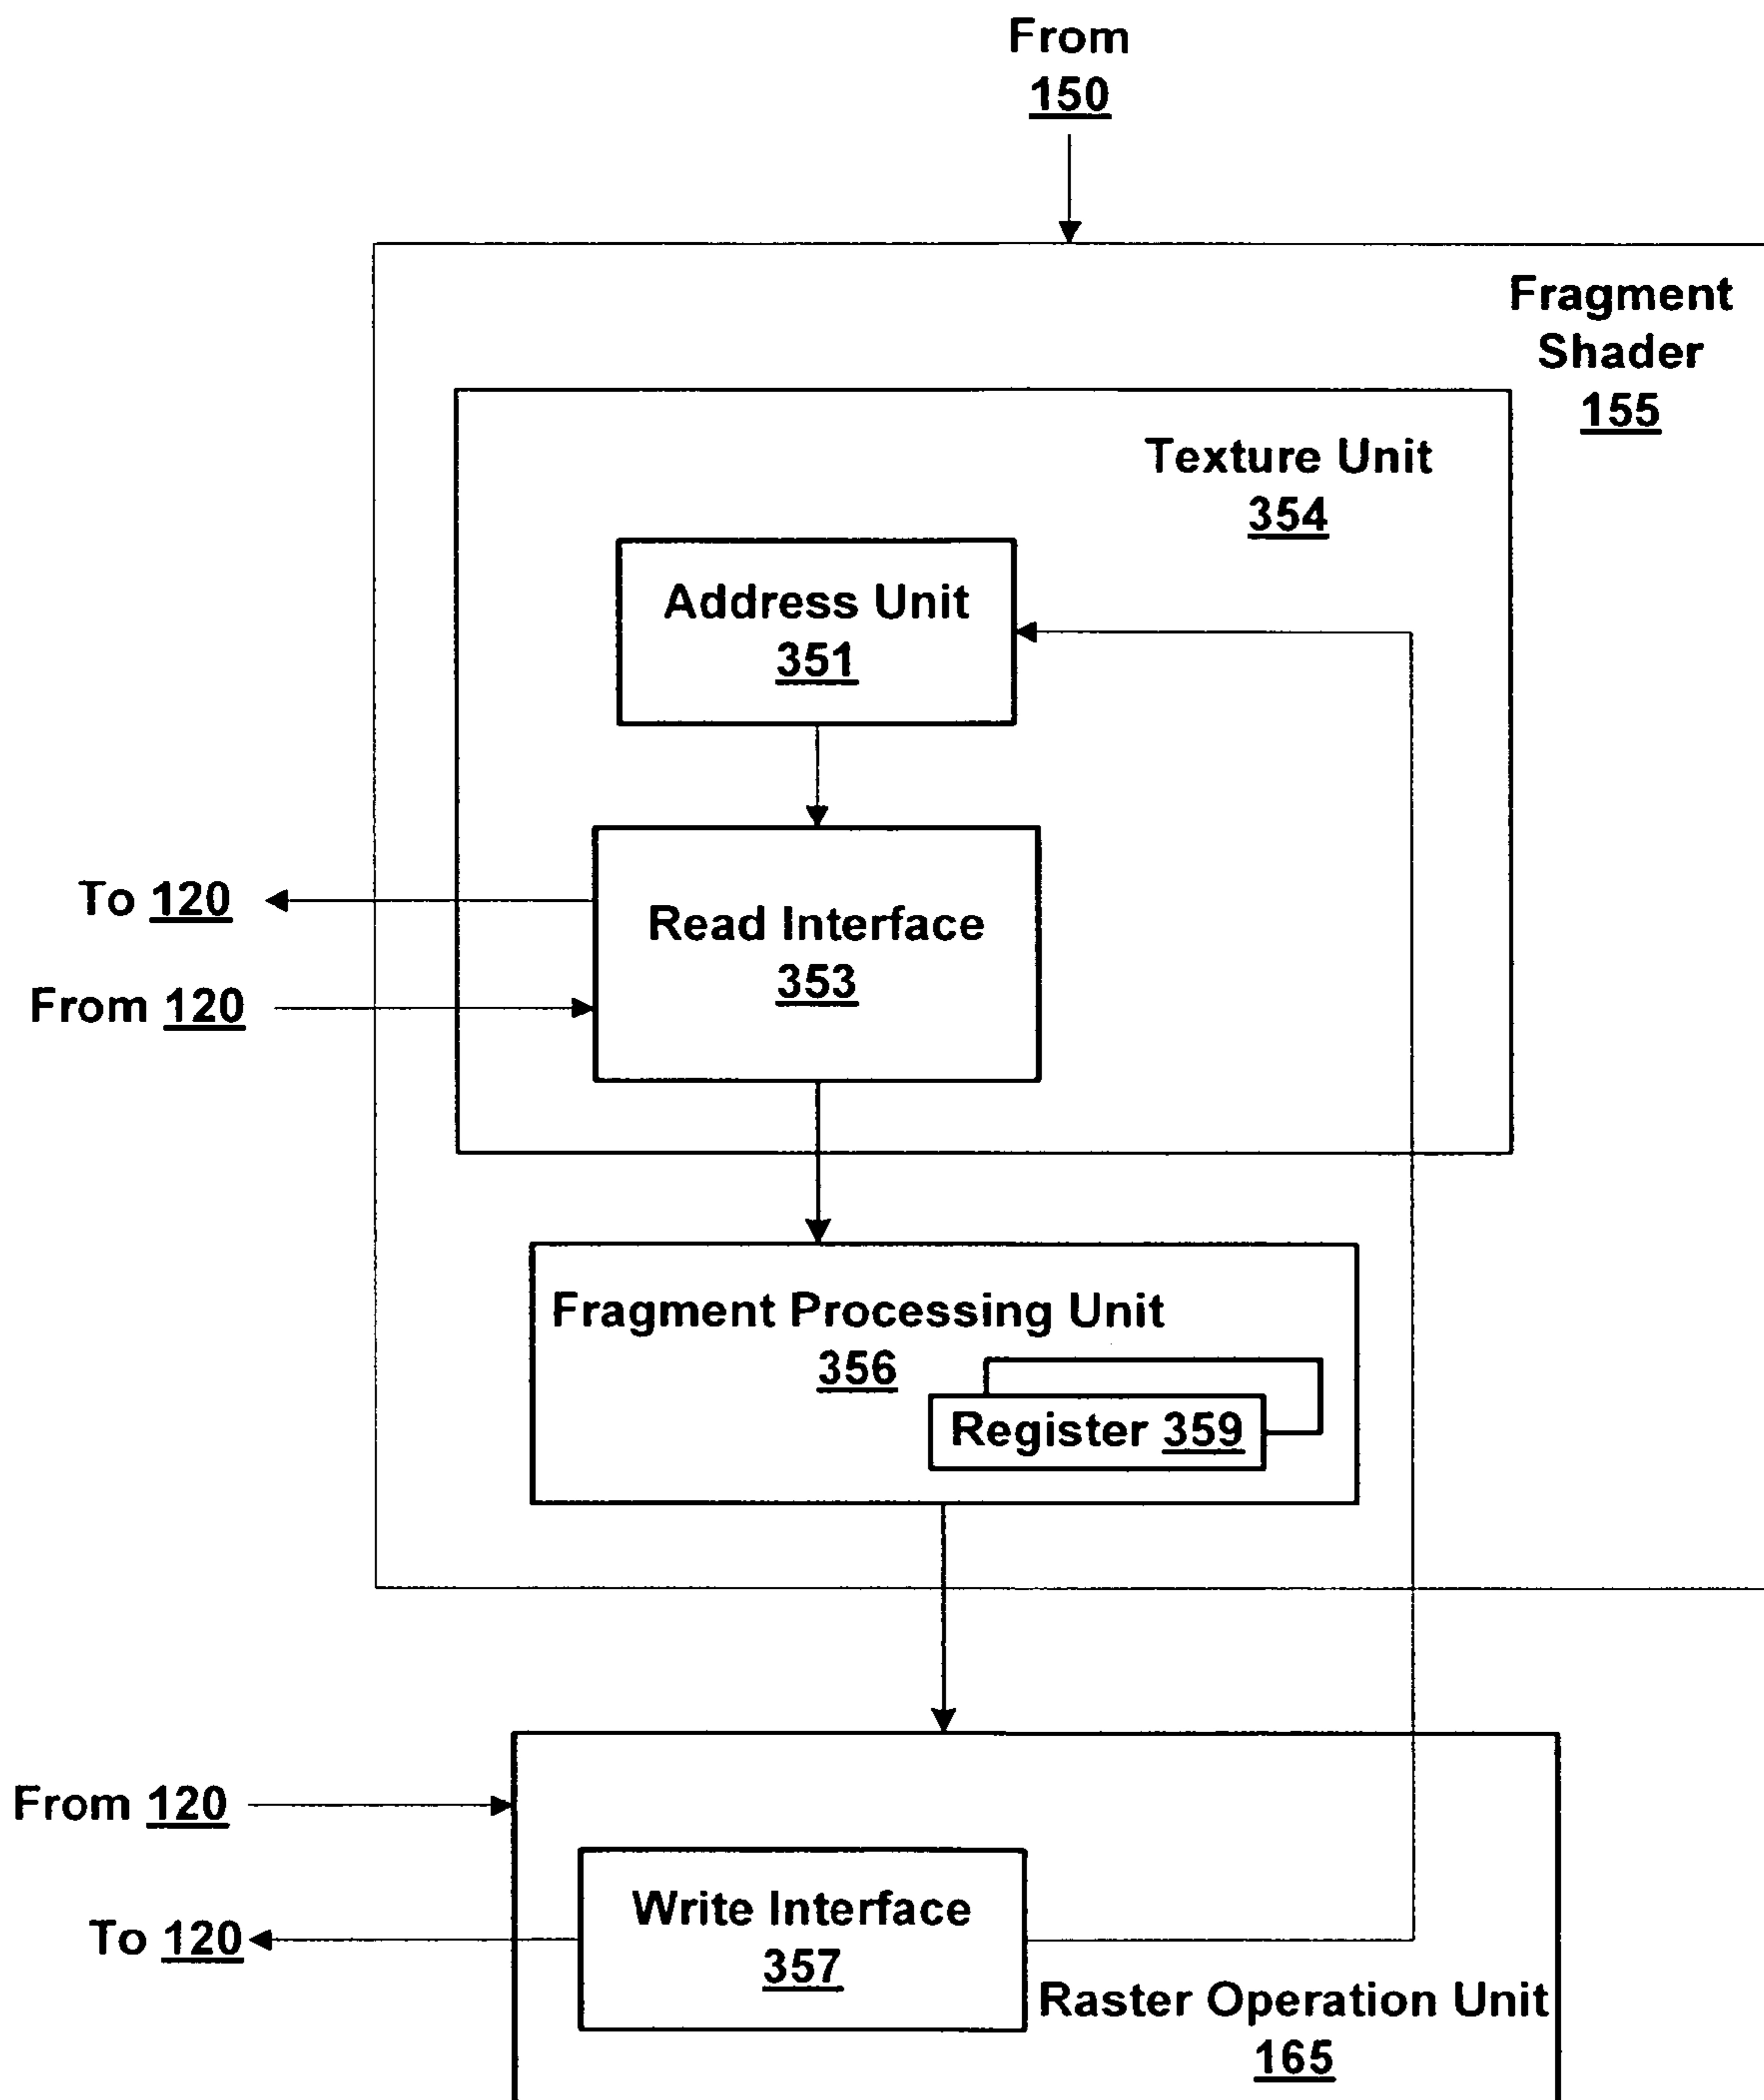 From
150
Fragment
Shader
155
Texture Unit
354
Address Unit
351
To 120
Read Interface
353
From 120
Fragment Processing Unit
356
Register 359
From 120
Write Interface
357
To 120
Raster Operation Unit
165